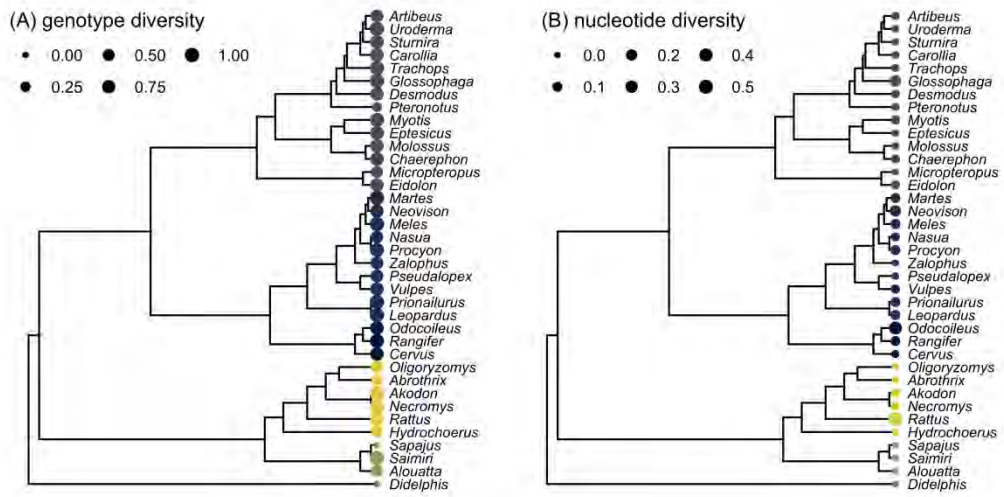 (A) genotype diversity
0.00 0.50 1.00
0.25 0.75
Artibeus
Uroderma
Sturnira
Carollia
Trachops
Glossophaga
Desmodus
Pteronotus
Myotis
Eptesicus
Molossus
Chaerephon
Micropteropus
Eidolon
Martes
Neovison
Meles
Nasua
Procyon
Zalophus
Pseudalopex
Vulpes
Prionailurus
Leopardus
Odocoileus
Rangifer
Cervus
Oligoryzomys
Abrothrix
Akodon
Necromys
Rattus
Hydrochoerus
Sapajus
Saimiri
Alouatta
Didelphis
(B) nucleotide diversity
0.0 0.2 0.4
0.1 0.3 0.5
Artibeus
Uroderma
Sturnira
Carollia
Trachops
Glossophaga
Desmodus
Pteronotus
Myotis
Eptesicus
Molossus
Chaerephon
Micropteropus
Eidolon
Martes
Neovison
Meles
Nasua
Procyon
Zalophus
Pseudalopex
Vulpes
Prionailurus
Leopardus
Odocoileus
Rangifer
Cervus
Oligoryzomys
Abrothrix
Akodon
Necromys
Rattus
Hydrochoerus
Sapajus
Saimiri
Alouatta
Didelphis